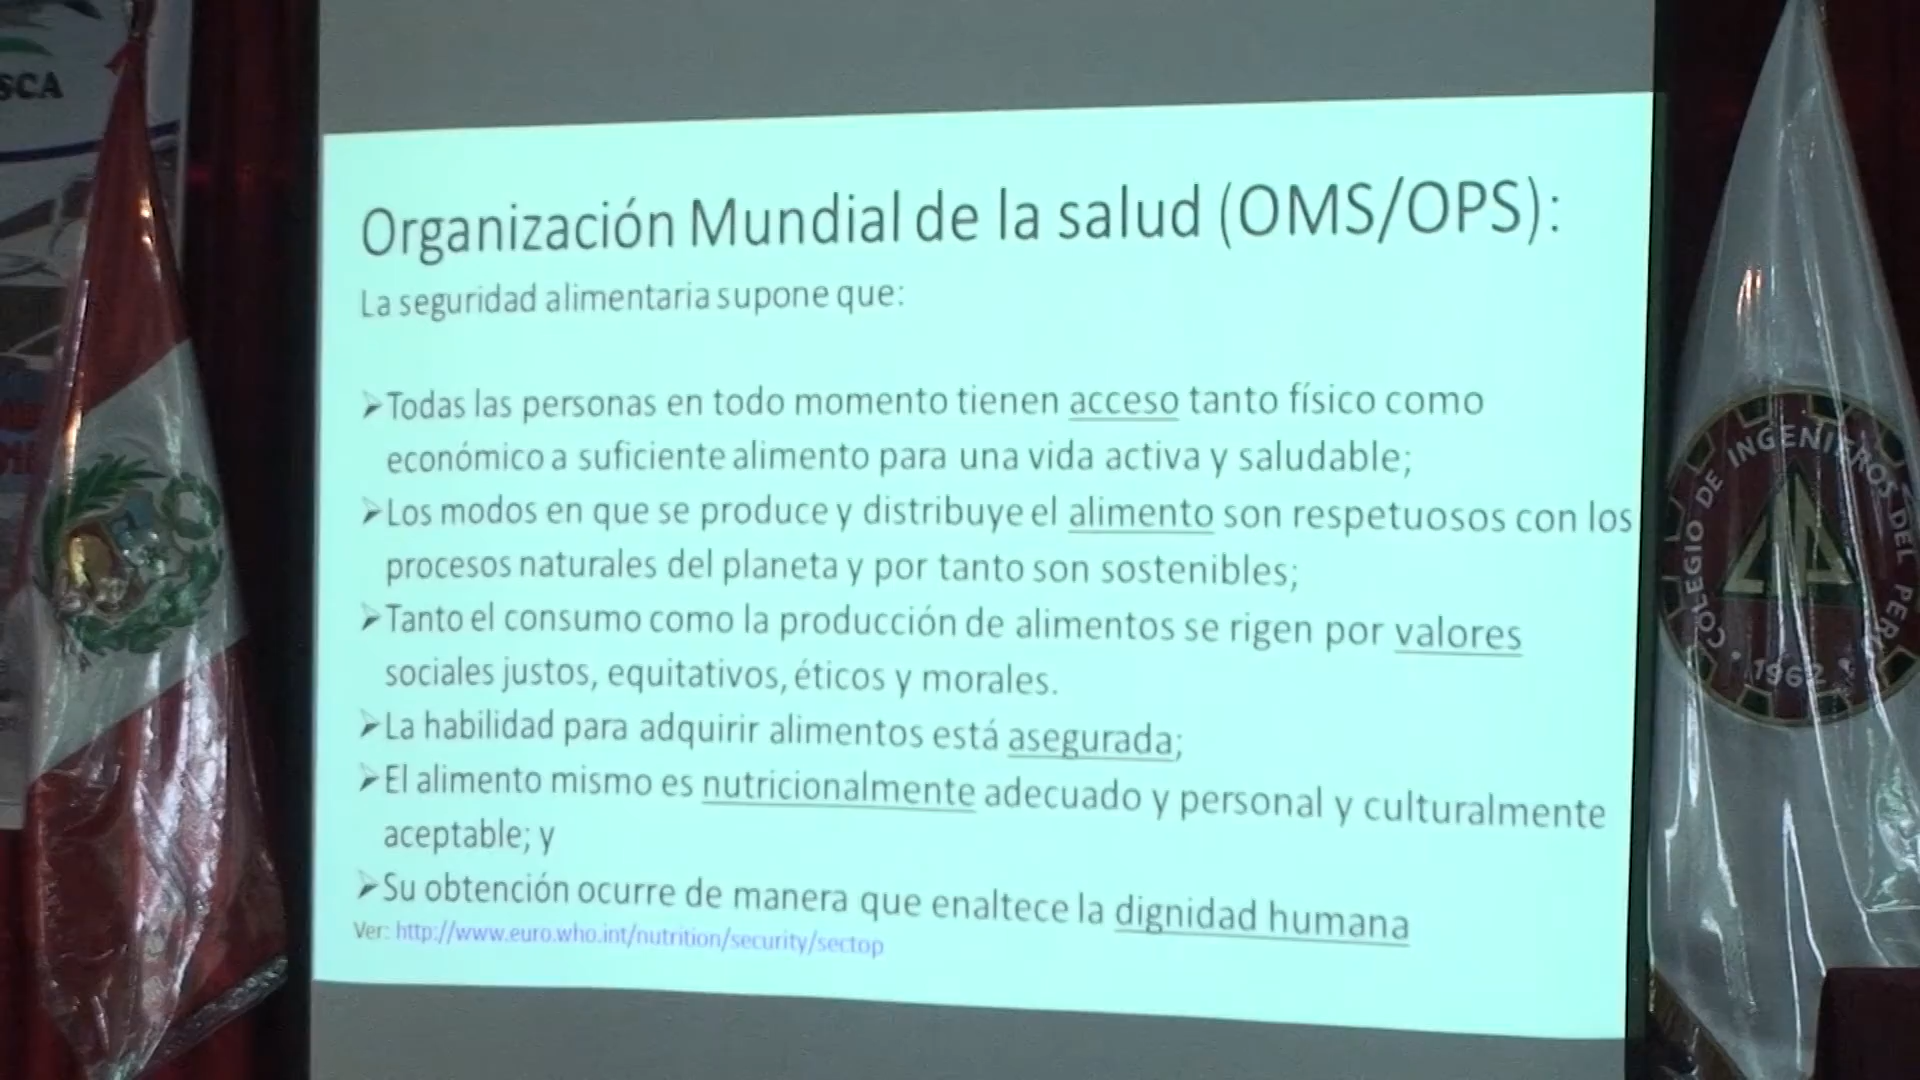 SCA
Organización Mundial de la salud (OMS/OPS):
La seguridad alimentaria supone que:
➢Todas las personas en todo momento tienen acceso tanto físico como
económico a suficiente alimento para una vida activa y saludable;
➢Los modos en que se produce y distribuye el alimento son respetuosos con los
procesos naturales del planeta y por tanto son sostenibles;
➢Tanto el consumo como la producción de alimentos se rigen por valores
sociales justos, equitativos, éticos y morales.
➢La habilidad para adquirir alimentos está asegurada;
➢El alimento mismo es nutricionalmente adecuado y personal y culturalmente
aceptable; y
➢Su obtención ocurre de manera que enaltece la dignidad humana
Ver: http://www.euro.who.int/nutrition/security/sectop
COLEGIO DE INGENIEROS DEL PERU
1962